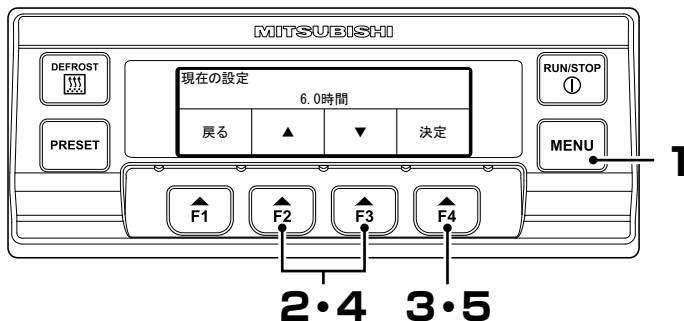 MITSUBISHI
DEFROST
現在の設定
6.0時間
RUN/STOP
PRESET
戻る ▲ ▼ 決定
MENU
1
F1 F2 F3 F4
2・4 3・5